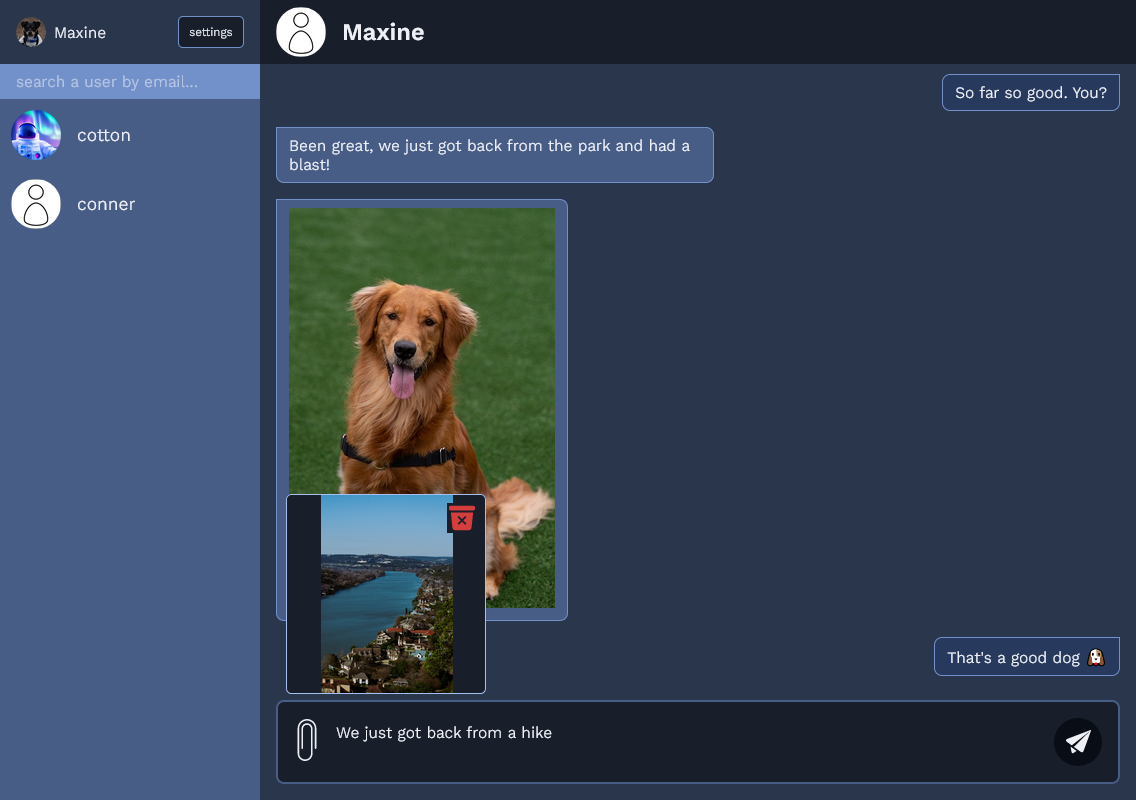 Maxine
settings
search a user by email...
cotton
conner
Maxine
So far so good. You?
Been great, we just got back from the park and had a
blast!
That's a good dog
We just got back from a hike